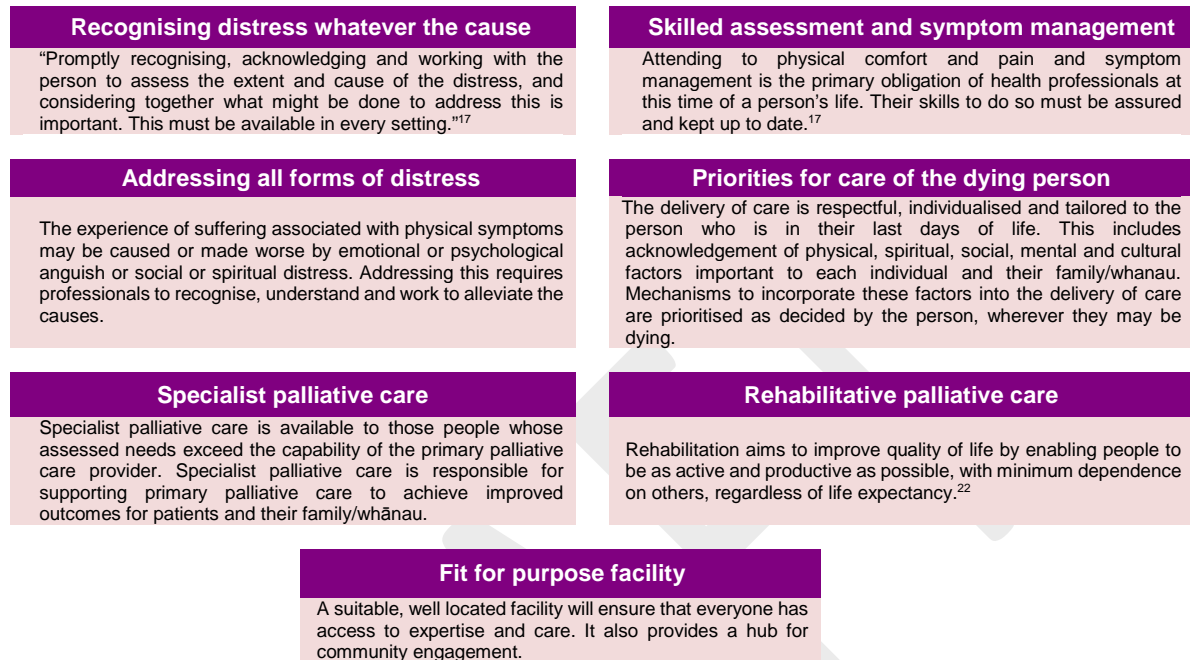 Recognising distress whatever the cause
“Promptly recognising, acknowledging and working with the
person to assess the extent and cause of the distress, and
considering together what might be done to address this is
important. This must be available in every setting.”17
Skilled assessment and symptom management
Attending to physical comfort and pain and symptom
management is the primary obligation of health professionals at
this time of a person’s life. Their skills to do so must be assured
and kept up to date.17
Addressing all forms of distress
The experience of suffering associated with physical symptoms
may be caused or made worse by emotional or psychological
anguish or social or spiritual distress. Addressing this requires
professionals to recognise, understand and work to alleviate the
causes.
Priorities for care of the dying person
The delivery of care is respectful, individualised and tailored to the
person who is in their last days of life. This includes
acknowledgement of physical, spiritual, social, mental and cultural
factors important to each individual and their family/whanau.
Mechanisms to incorporate these factors into the delivery of care
are prioritised as decided by the person, wherever they may be
dying.
Specialist palliative care
Specialist palliative care is available to those people whose
assessed needs exceed the capability of the primary palliative
care provider. Specialist palliative care is responsible for
supporting primary palliative care to achieve improved
outcomes for patients and their family/whānau.
Rehabilitative palliative care
Rehabilitation aims to improve quality of life by enabling people to
be as active and productive as possible, with minimum dependence
on others, regardless of life expectancy.22
Fit for purpose facility
A suitable, well located facility will ensure that everyone has
access to expertise and care. It also provides a hub for
community engagement.